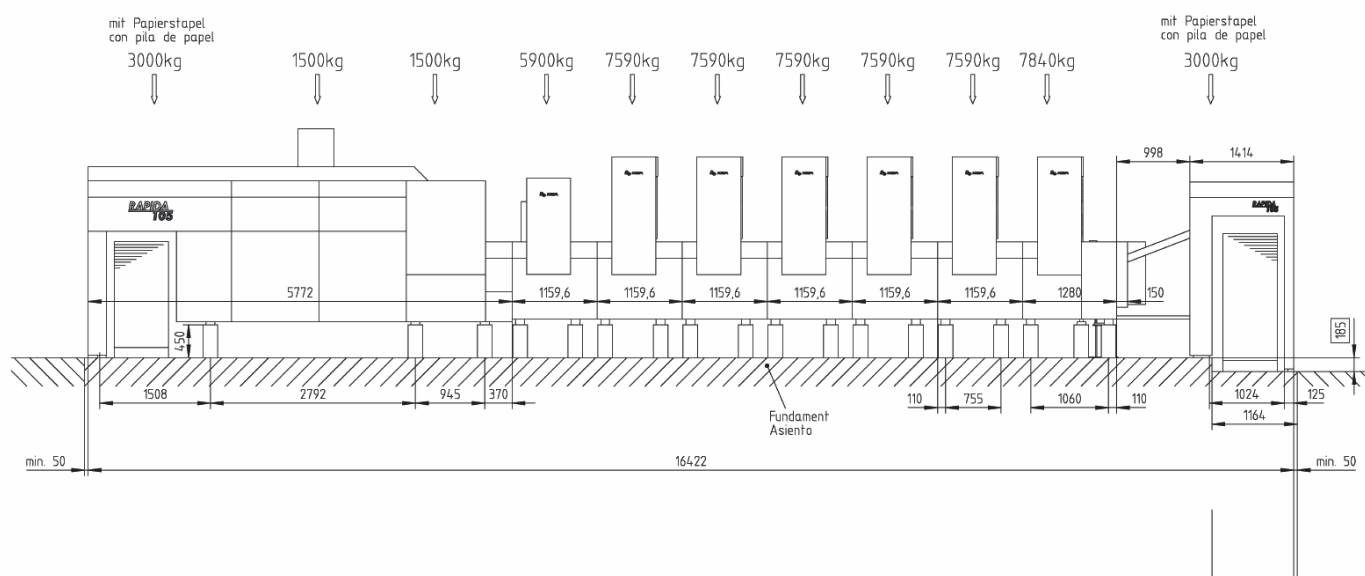 mit Papierstapel
con pila de papel
3000kg
1500kg
1500kg
5900kg
7590kg
7590kg
7590kg
7590kg
7590kg
7840kg
mit Papierstapel
con pila de papel
3000kg
998
1414
RAPIDA
105
RAPIDA
105
5772
1159,6
1159,6
1159,6
1159,6
1159,6
1159,6
1280
150
450
185
1508
2792
945
370
110
755
1060
110
1024
125
1164
Fundament
Asiento
min. 50
16422
min. 50